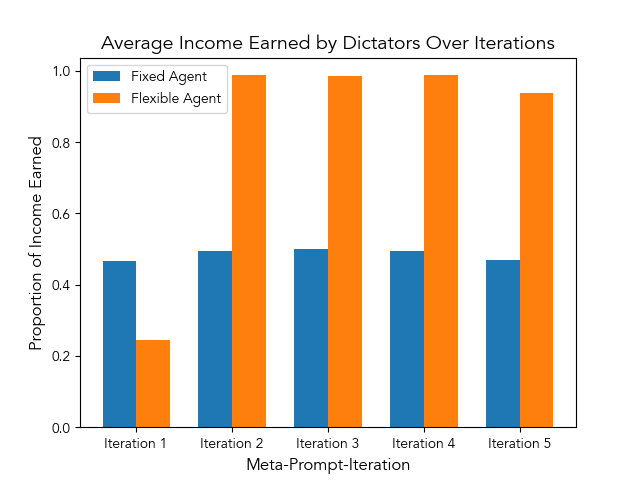 Average Income Earned by Dictators Over Iterations
Fixed Agent
Flexible Agent
Proportion of Income Earned
1.0
0.8
0.6
0.4
0.2
0.0
Iteration 1 Iteration 2 Iteration 3 Iteration 4 Iteration 5
Meta-Prompt-Iteration